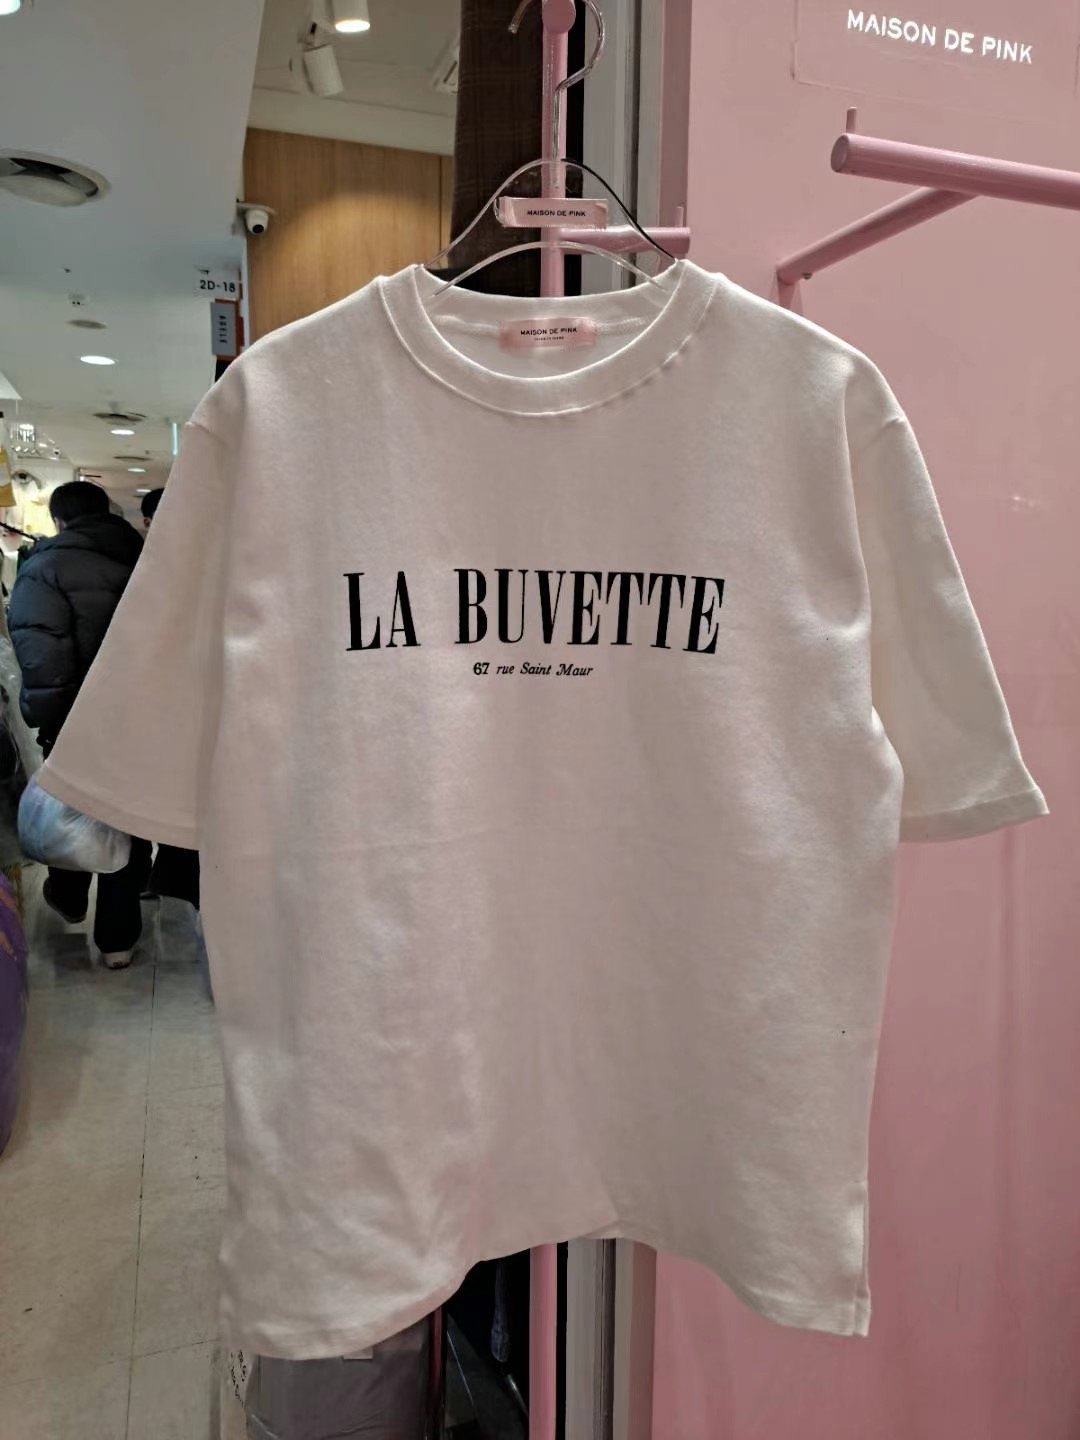 MAISON DE PINK
MAISON DE PINK
2D-18
MAISON DE PINK
LA BUVETTE
67 rue Saint Maur